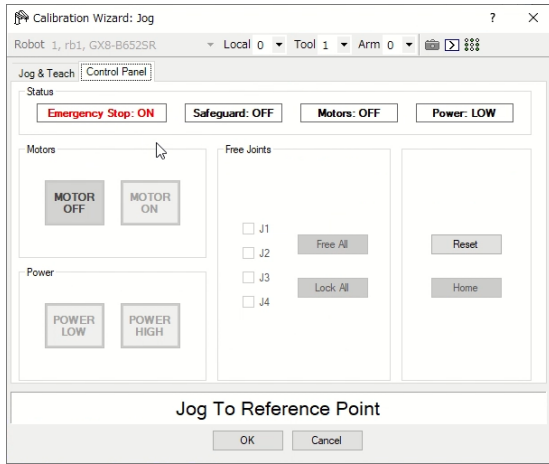 Calibration Wizard: Jog
Robot 1, rb1, GX8-B652SR Local 0 Tool 1 Arm 0
Jog & Teach Control Panel
Status
Emergency Stop: ON Safeguard: OFF Motors: OFF Power: LOW
Motors
MOTOR OFF
MOTOR ON
Power
POWER LOW
POWER HIGH
Free Joints
J1
J2
J3
J4
Free All
Lock All
Reset
Home
Jog To Reference Point
OK Cancel